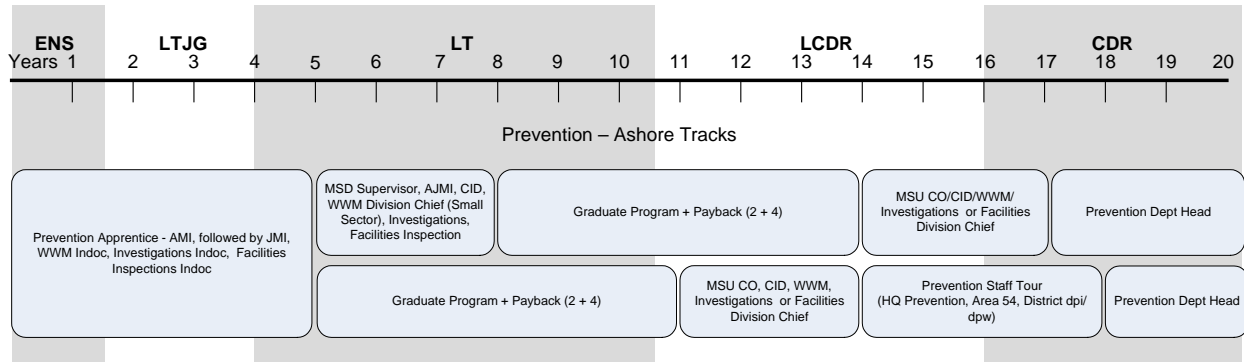 ENS LTJG LT LCDR CDR
Years 1 2 3 4 5 6 7 8 9 10 11 12 13 14 15 16 17 18 19 20
Prevention – Ashore Tracks
Prevention Apprentice - AMI, followed by JMI,
WWM Indoc, Investigations Indoc, Facilities
Inspections Indoc
MSD Supervisor, AJMI, CID,
WWM Division Chief (Small
Sector), Investigations,
Facilities Inspection
Graduate Program + Payback (2 + 4)
MSU CO/CID/WWM/
Investigations or Facilities
Division Chief
Prevention Dept Head
Graduate Program + Payback (2 + 4)
MSU CO, CID, WWM,
Investigations or Facilities
Division Chief
Prevention Staff Tour
(HQ Prevention, Area 54, District dpi/
dpw)
Prevention Dept Head